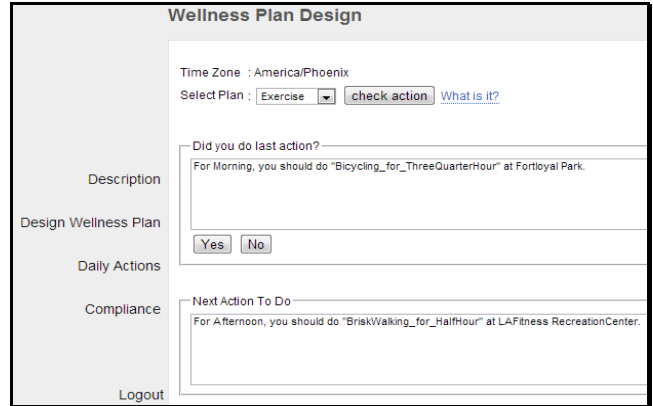 Wellness Plan Design
Time Zone : America/Phoenix
Select Plan : Exercise check action What is it?
Did you do last action?
For Morning, you should do "Bicycling_for_ThreeQuarterHour" at Fortloyal Park.
Yes No
Next Action To Do
For Afternoon, you should do "BriskWalking_for_HalfHour" at LAFitness RecreationCenter.
Description
Design Wellness Plan
Daily Actions
Compliance
Logout